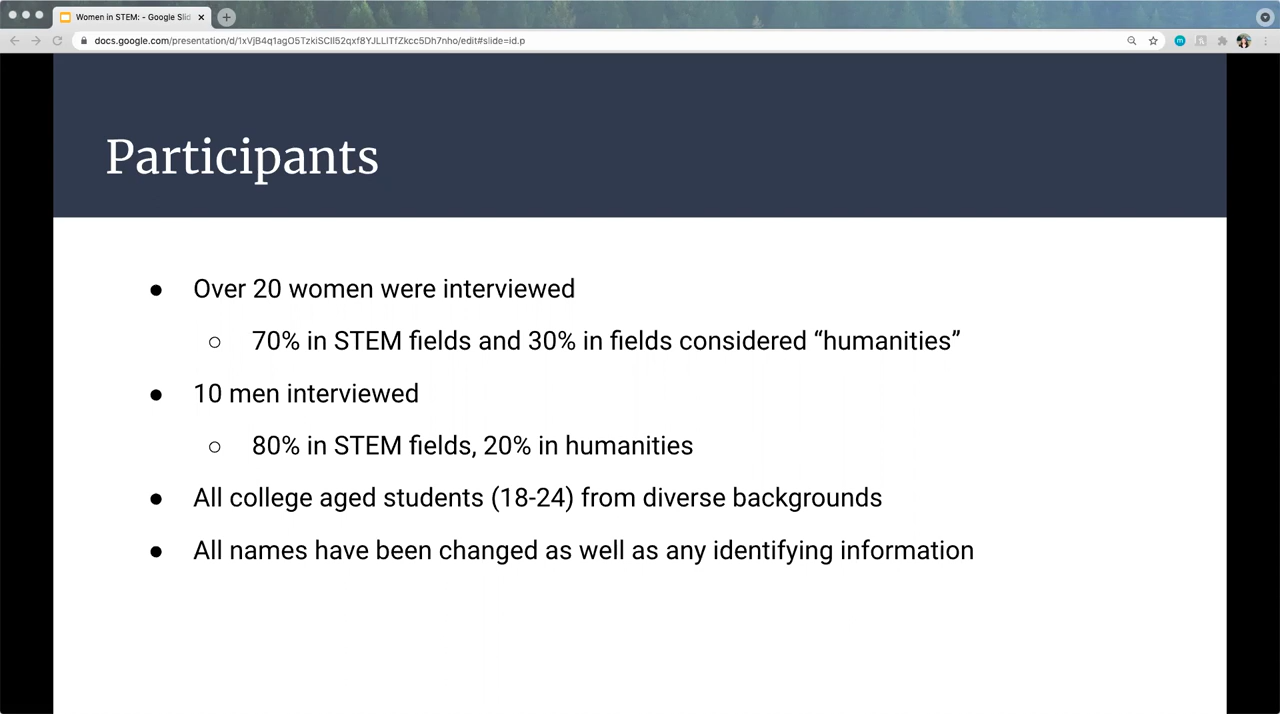 Women in STEM: - Google Slid
docs.google.com/presentation/d/1xVjB4q1agO5TzkiSCIl52qxf8YJLLlTfZkcc5Dh7nho/edit#slide=id.p
Participants
● Over 20 women were interviewed
○ 70% in STEM fields and 30% in fields considered “humanities”
● 10 men interviewed
○ 80% in STEM fields, 20% in humanities
● All college aged students (18-24) from diverse backgrounds
● All names have been changed as well as any identifying information